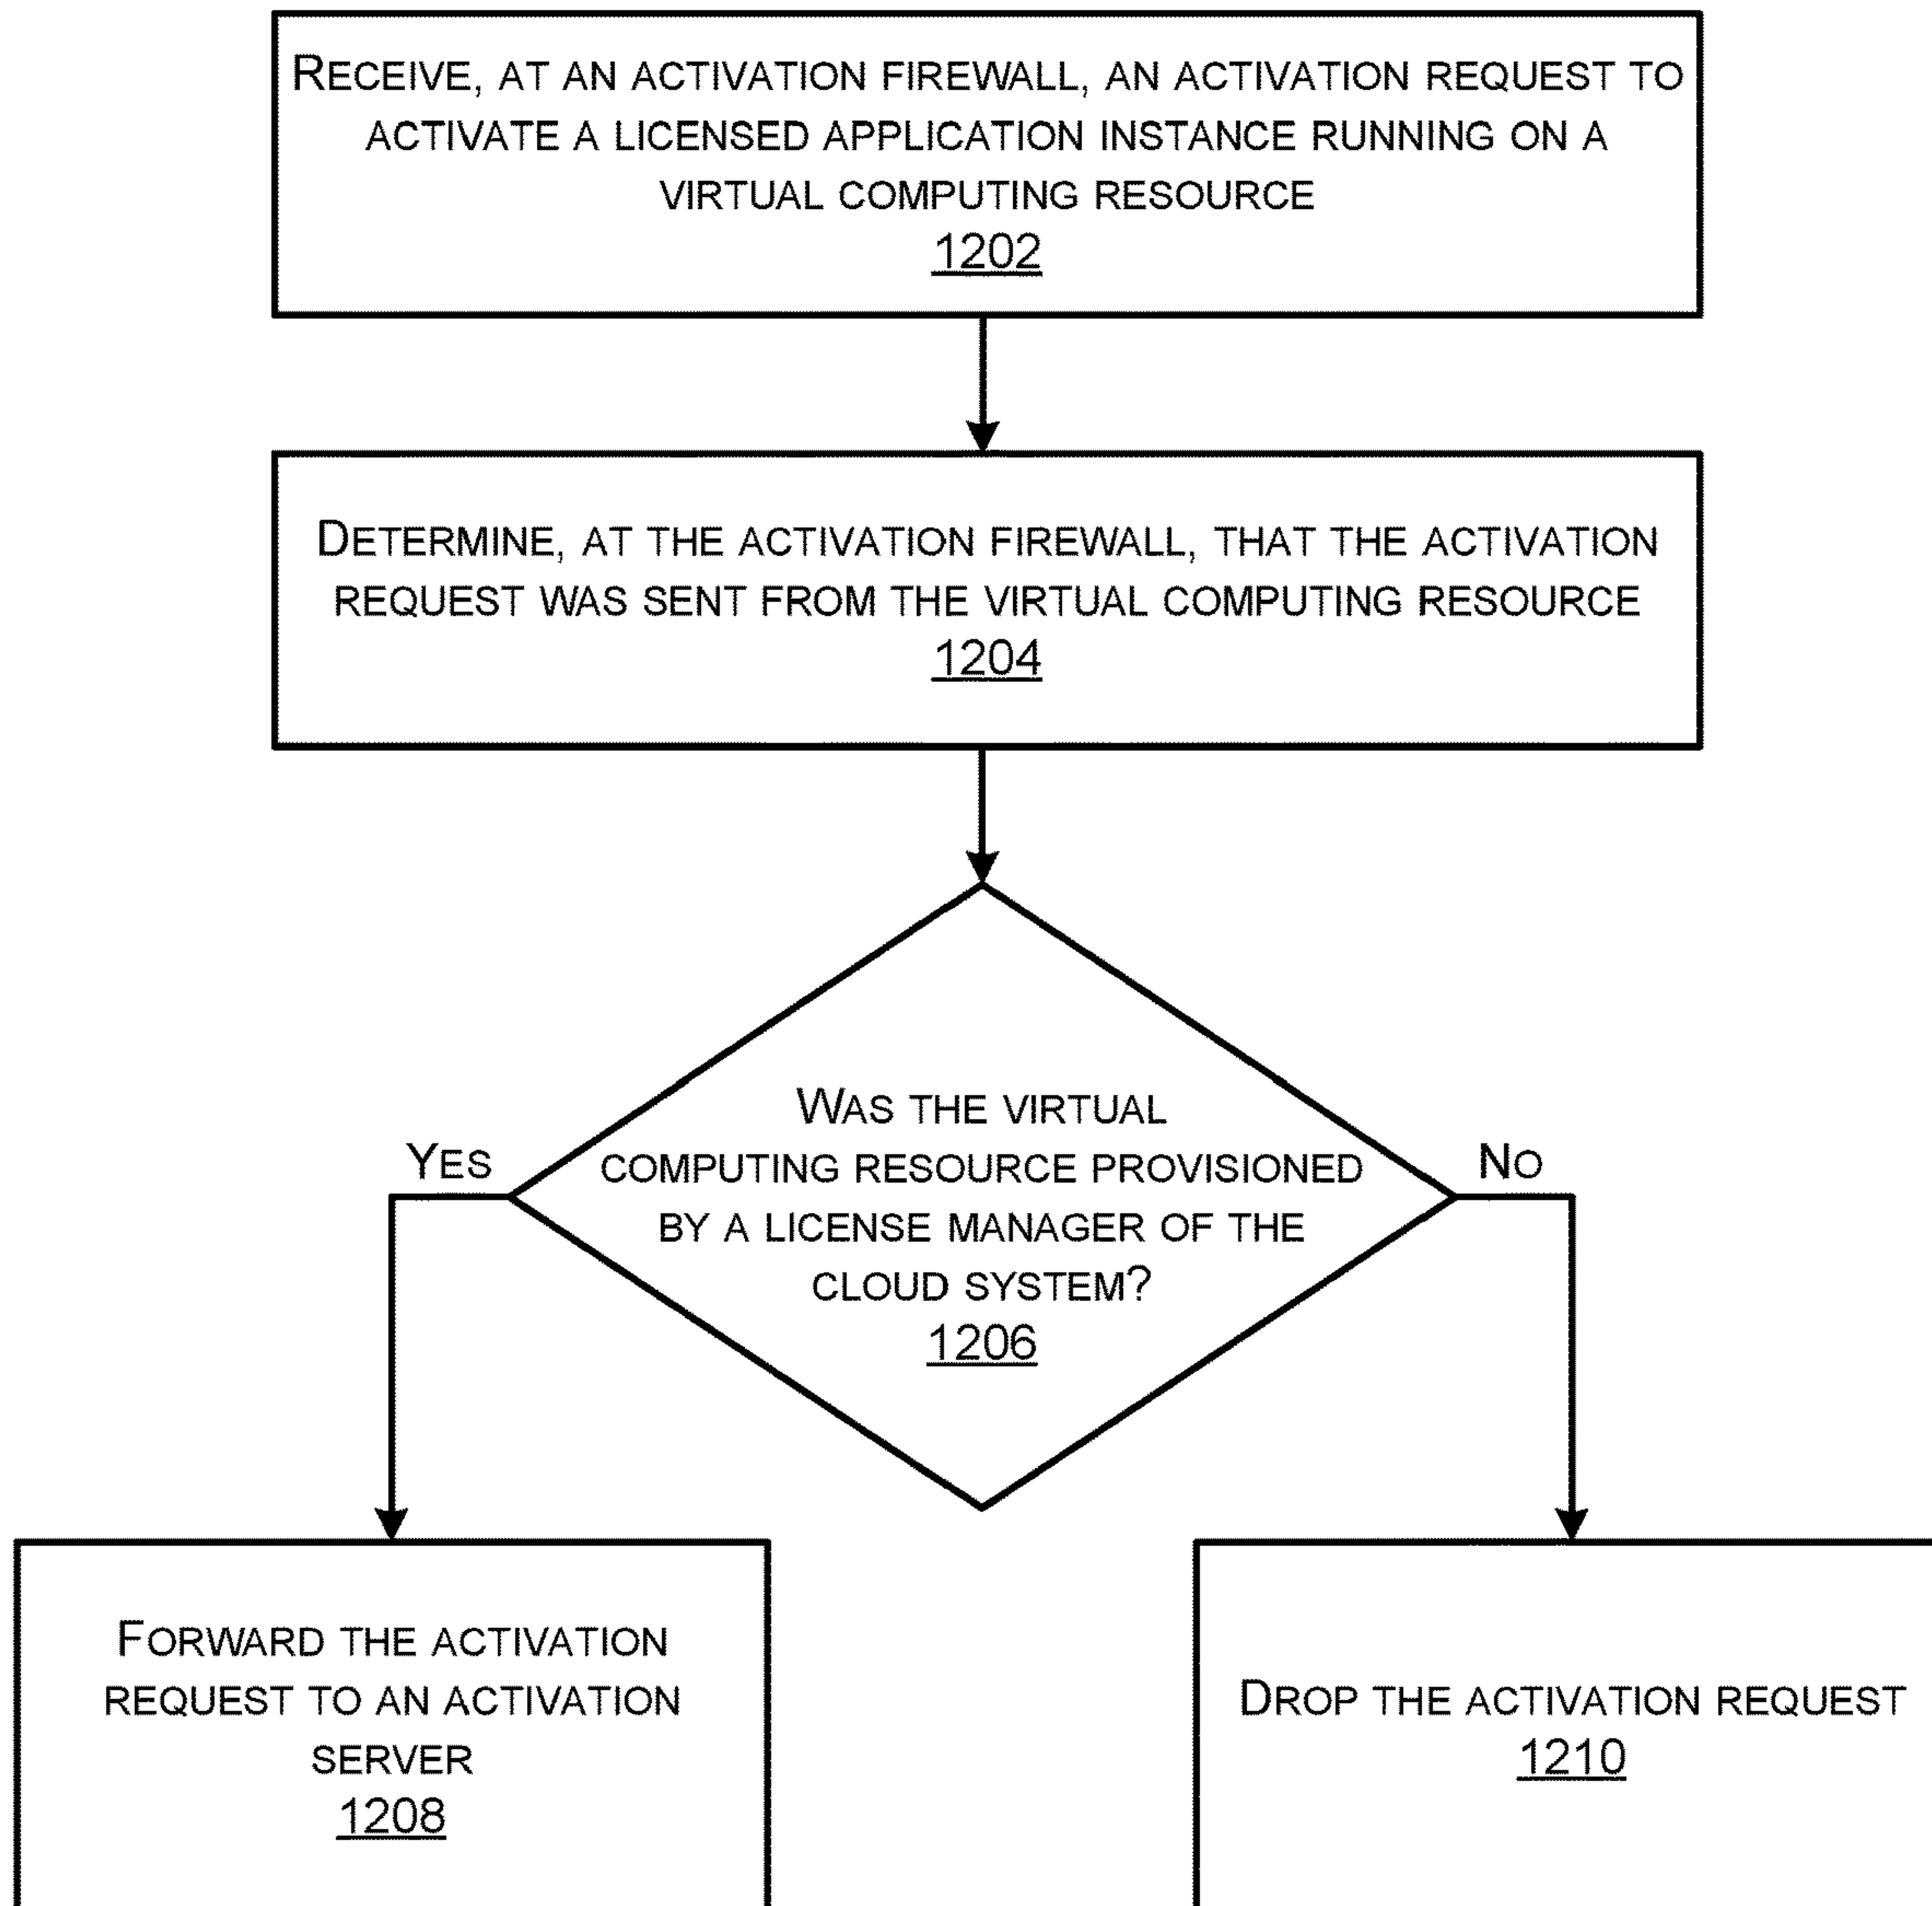 RECEIVE, AT AN ACTIVATION FIREWALL, AN ACTIVATION REQUEST TO
ACTIVATE A LICENSED APPLICATION INSTANCE RUNNING ON A
VIRTUAL COMPUTING RESOURCE
1202
DETERMINE, AT THE ACTIVATION FIREWALL, THAT THE ACTIVATION
REQUEST WAS SENT FROM THE VIRTUAL COMPUTING RESOURCE
1204
WAS THE VIRTUAL
COMPUTING RESOURCE PROVISIONED
BY A LICENSE MANAGER OF THE
CLOUD SYSTEM?
1206
YES
NO
FORWARD THE ACTIVATION
REQUEST TO AN ACTIVATION
SERVER
1208
DROP THE ACTIVATION REQUEST
1210